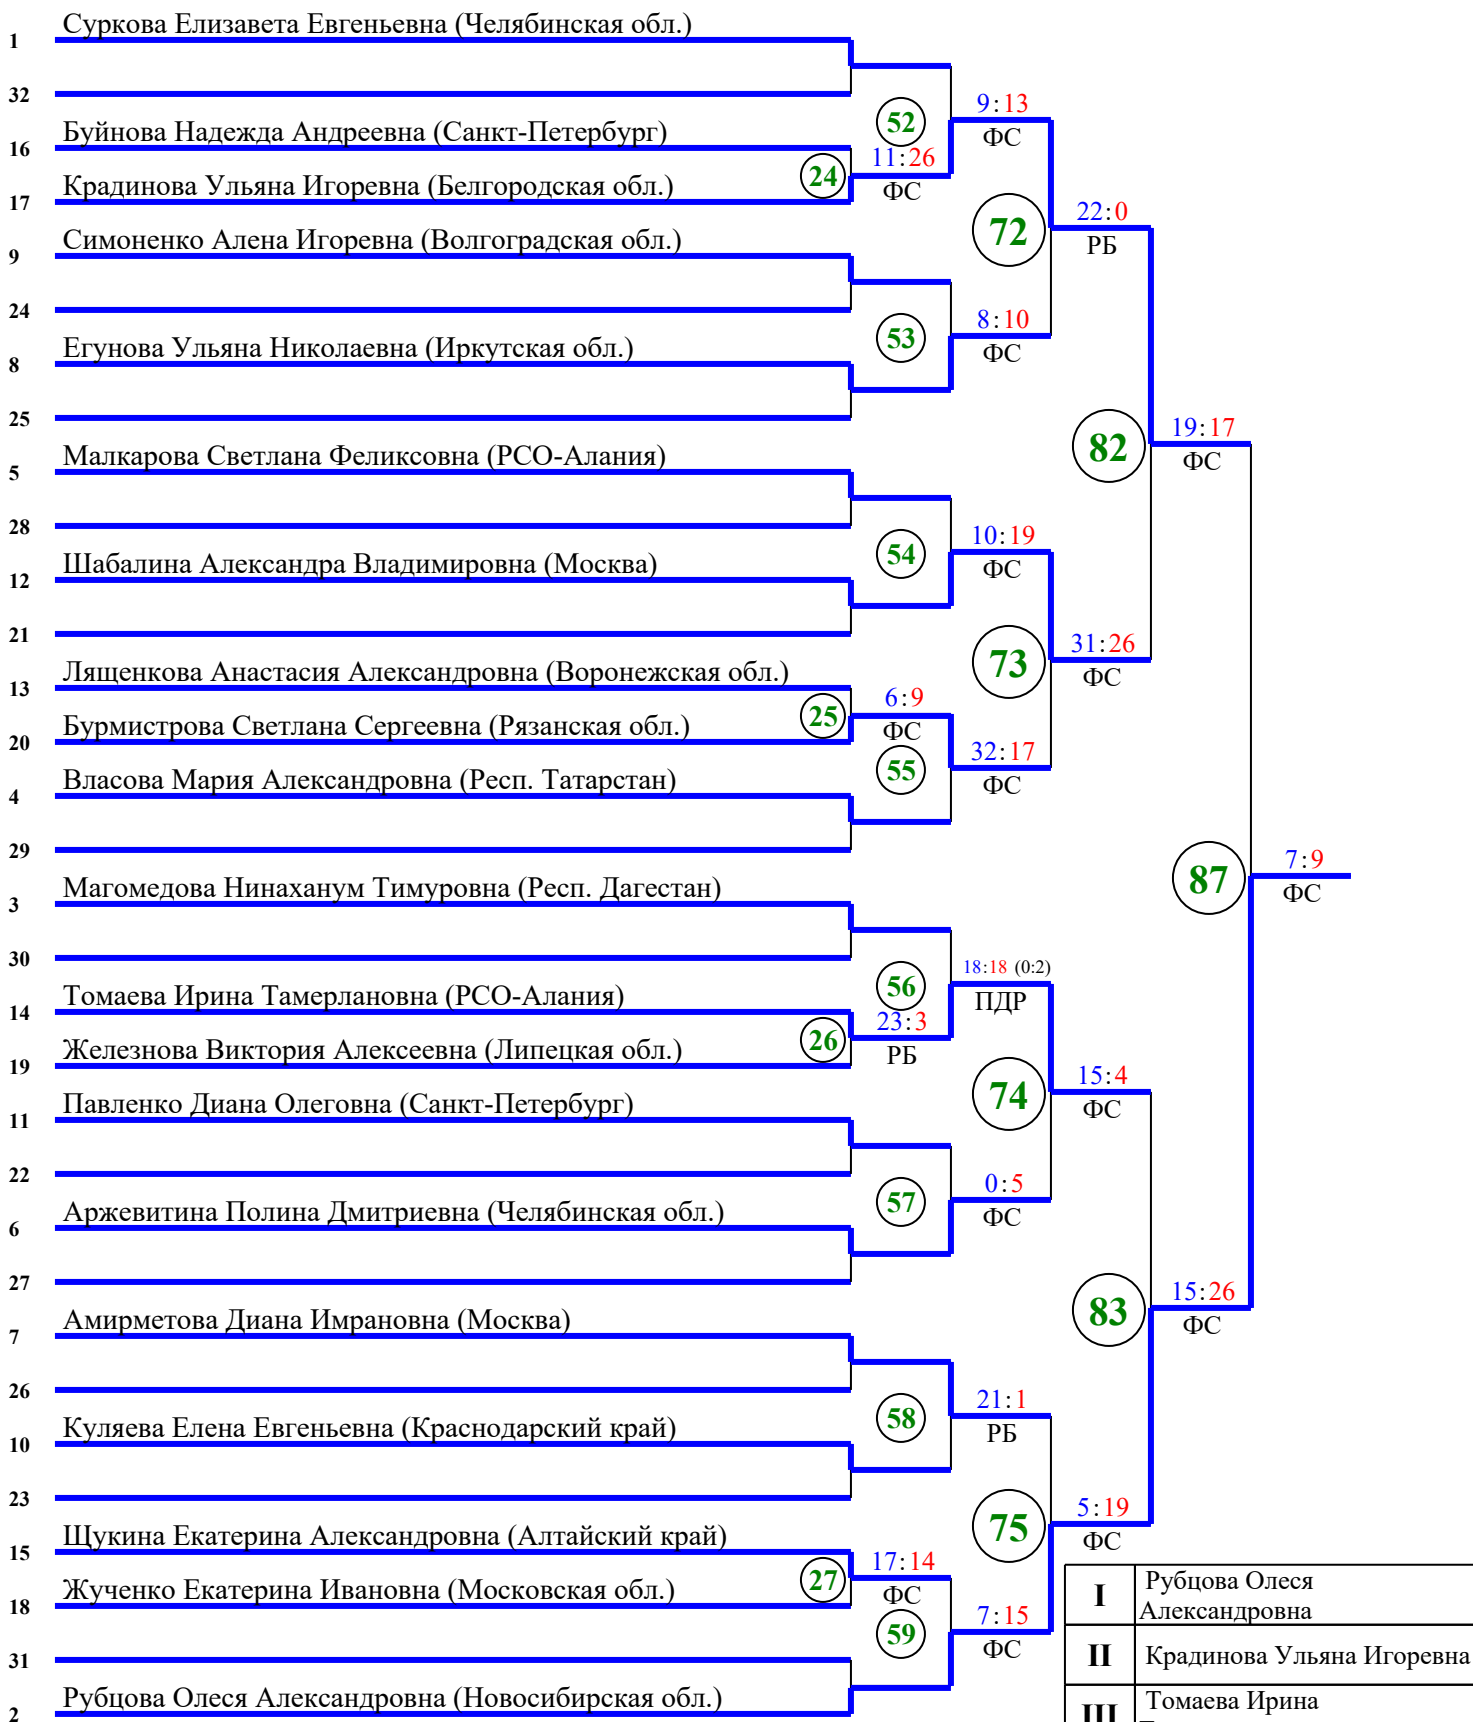 Суркова Елизавета Евгеньевна (Челябинская обл.)
1
32
52
9:13
ФС
Буйнова Надежда Андреевна (Санкт-Петербург)
16
24
11:26
ФС
Крадинова Ульяна Игоревна (Белгородская обл.)
17
72
22:0
РБ
Симоненко Алена Игоревна (Волгоградская обл.)
9
24
53
8:10
ФС
Егунова Ульяна Николаевна (Иркутская обл.)
8
25
82
19:17
ФС
Малкарова Светлана Феликсовна (РСО-Алания)
5
28
54
10:19
ФС
Шабалина Александра Владимировна (Москва)
12
21
73
31:26
ФС
Лященкова Анастасия Александровна (Воронежская обл.)
13
25
6:9
ФС
Бурмистрова Светлана Сергеевна (Рязанская обл.)
20
55
32:17
ФС
Власова Мария Александровна (Респ. Татарстан)
4
29
87
7:9
ФС
Магомедова Нинаханум Тимуровна (Респ. Дагестан)
3
30
56
18:18 (0:2)
ПДР
Томаева Ирина Тамерлановна (РСО-Алания)
14
26
23:3
РБ
Железнова Виктория Алексеевна (Липецкая обл.)
19
74
15:4
ФС
Павленко Диана Олеговна (Санкт-Петербург)
11
22
57
0:5
ФС
Аржевитина Полина Дмитриевна (Челябинская обл.)
6
27
83
15:26
ФС
Амирметова Диана Имрановна (Москва)
7
26
58
21:1
РБ
Куляева Елена Евгеньевна (Краснодарский край)
10
23
75
5:19
ФС
Щукина Екатерина Александровна (Алтайский край)
15
27
17:14
ФС
Жученко Екатерина Ивановна (Московская обл.)
18
59
7:15
ФС
31
Рубцова Олеся Александровна (Новосибирская обл.)
2
I
Рубцова Олеся
Александровна
II
Крадинова Ульяна Игоревна
III
Томаева Ирина